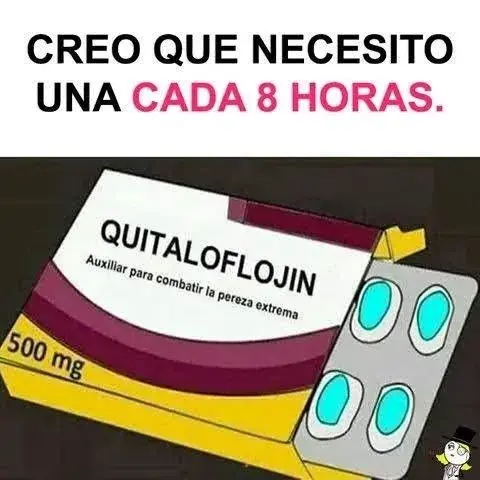 CREO QUE NECESITO
UNA CADA 8 HORAS.
QUITALOFLOJIN
Auxiliar para combatir la pereza extrema
500 mg